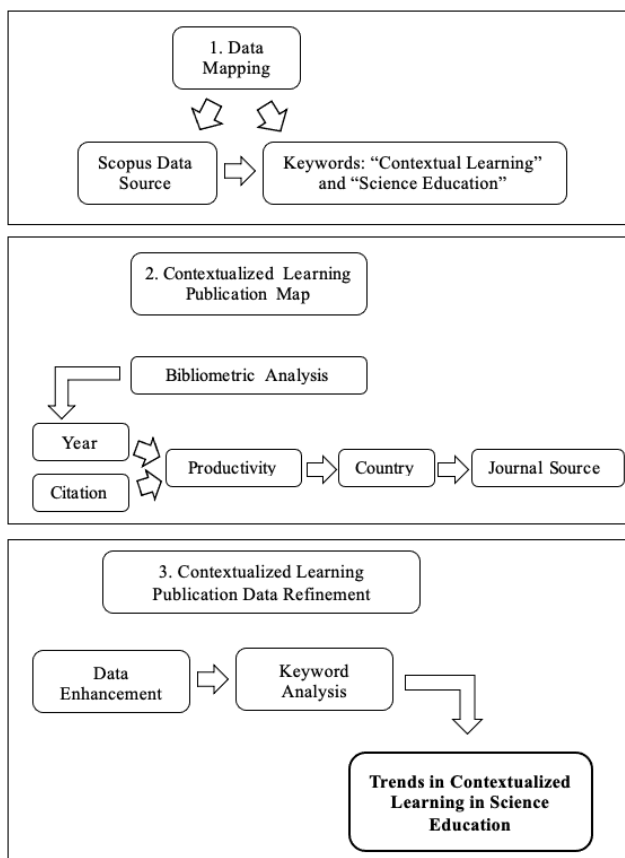 1. Data
Mapping
Scopus Data
Source
Keywords: “Contextual Learning”
and “Science Education”
2. Contextualized Learning
Publication Map
Bibliometric Analysis
Year
Citation
Productivity
Country
Journal Source
3. Contextualized Learning
Publication Data Refinement
Data
Enhancement
Keyword
Analysis
Trends in Contextualized
Learning in Science
Education